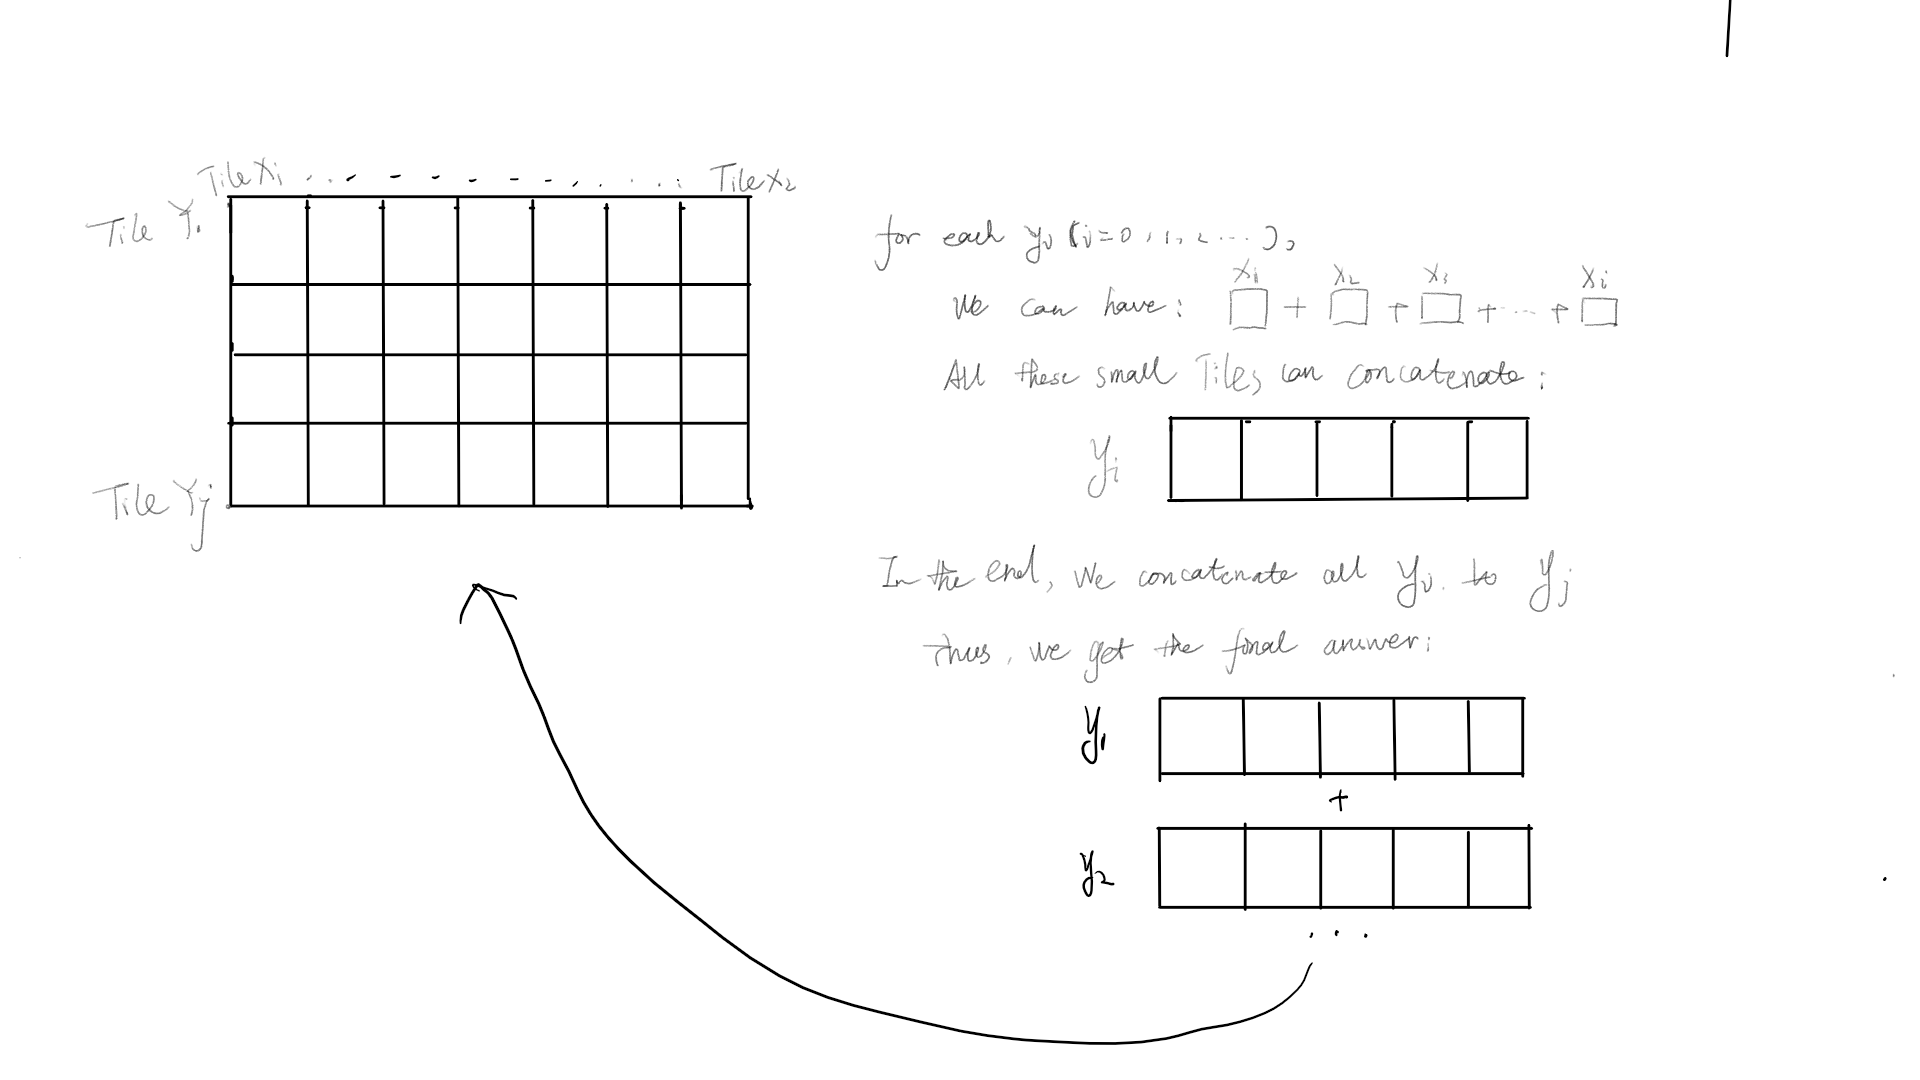 Tile Xi ... Tile X2
Tile Y1
Tile Yj
for each yi (i=0, 1, 2 ...),
We can have: X1 + X2 + X3 + ... + Xi
All these small Tiles can concatenate:
yi
In the end, We concatenate all yi to yj
Thus, we get the final answer:
y1
+
y2
...